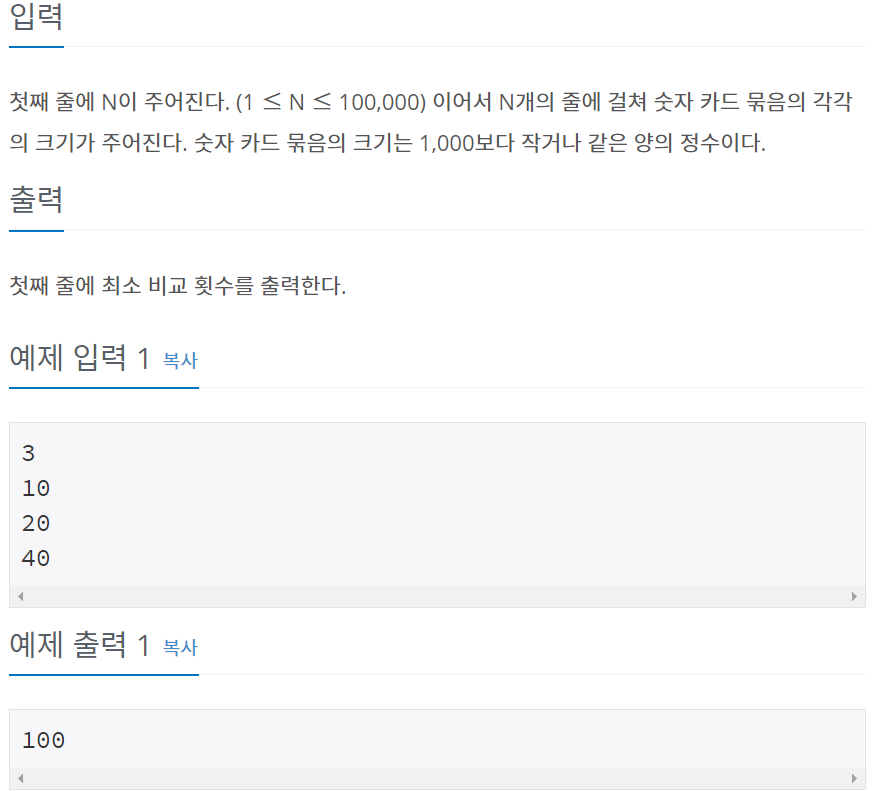 입력
첫째 줄에 N이 주어진다. (1 ≤ N ≤ 100,000) 이어서 N개의 줄에 걸쳐 숫자 카드 묶음의 각각
의 크기가 주어진다. 숫자 카드 묶음의 크기는 1,000보다 작거나 같은 양의 정수이다.
출력
첫째 줄에 최소 비교 횟수를 출력한다.
예제 입력 1 복사
3
10
20
40
예제 출력 1 복사
100